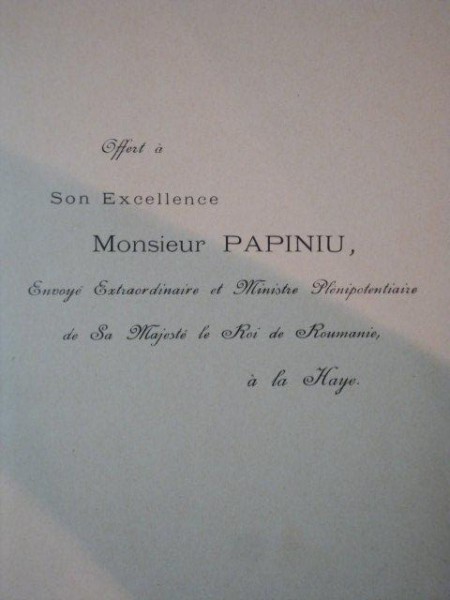 Offert à
Son Excellence
Monsieur PAPINIU,
Envoyé Extraordinaire et Ministre Plénipotentiaire
de Sa Majesté le Roi de Roumanie,
à la Haye.